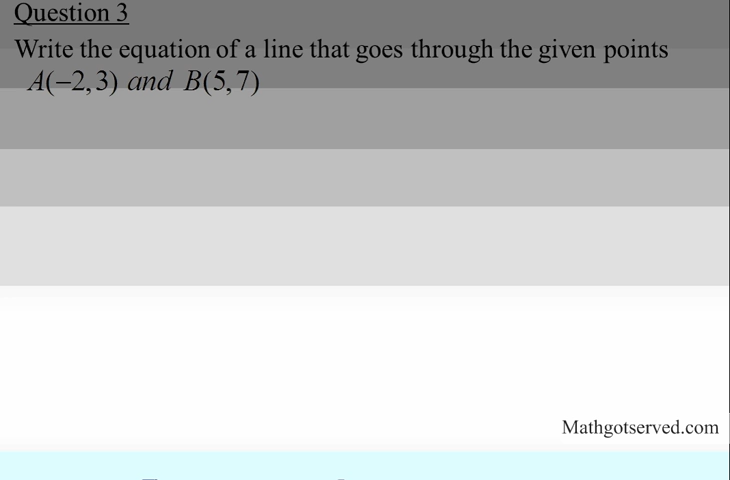 Question 3
Write the equation of a line that goes through the given points
A(−2,3) and B(5,7)
Mathgotserved.com